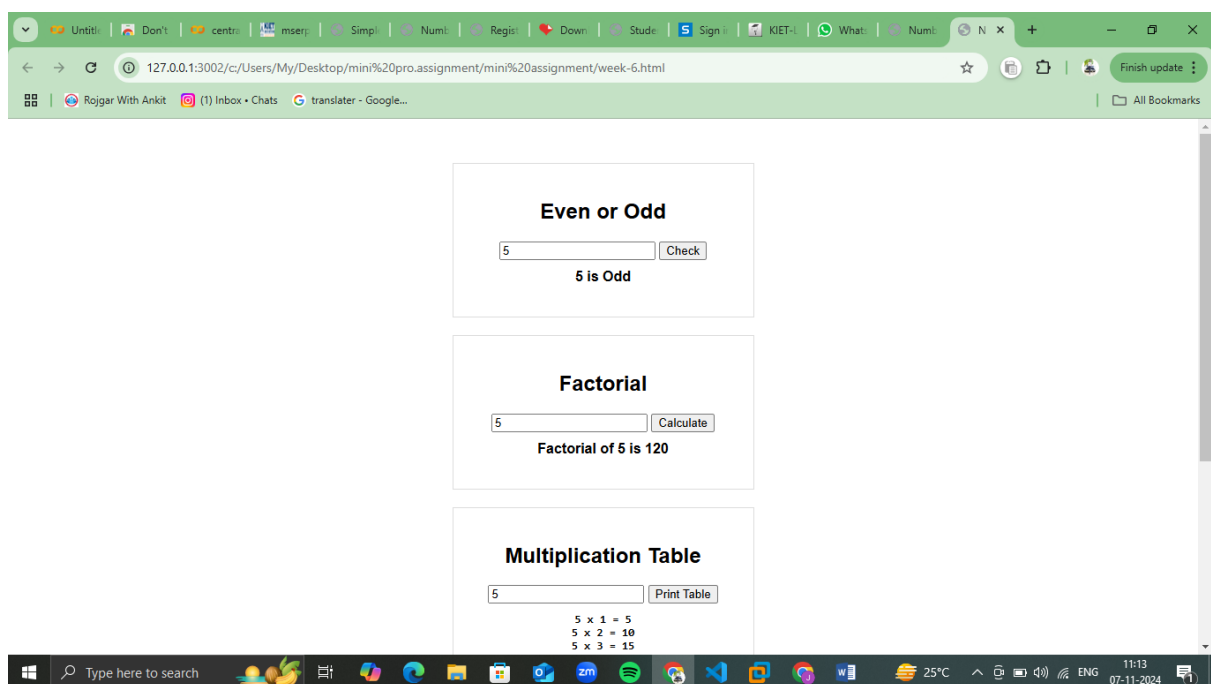 Untitle Don't centra mserp Simpl Numb Regist Down Stude Sign i KIET-L What Numb N
127.0.0.1:3002/c:/Users/My/Desktop/mini%20pro.assignment/mini%20assignment/week-6.html Finish update
Rojgar With Ankit (1) Inbox • Chats translater - Google... All Bookmarks
Even or Odd
5 Check
5 is Odd
Factorial
5 Calculate
Factorial of 5 is 120
Multiplication Table
5 Print Table
5 x 1 = 5
5 x 2 = 10
5 x 3 = 15
Type here to search zm 25°C ENG 11:13
07-11-2024